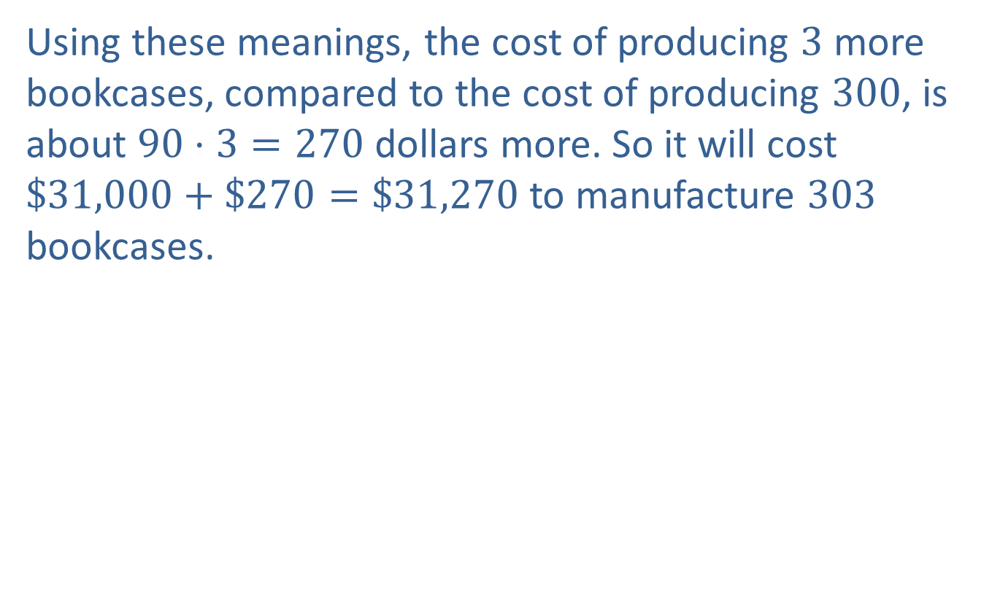 Using these meanings, the cost of producing 3 more
bookcases, compared to the cost of producing 300, is
about 90 · 3 = 270 dollars more. So it will cost
$31,000 + $270 = $31,270 to manufacture 303
bookcases.